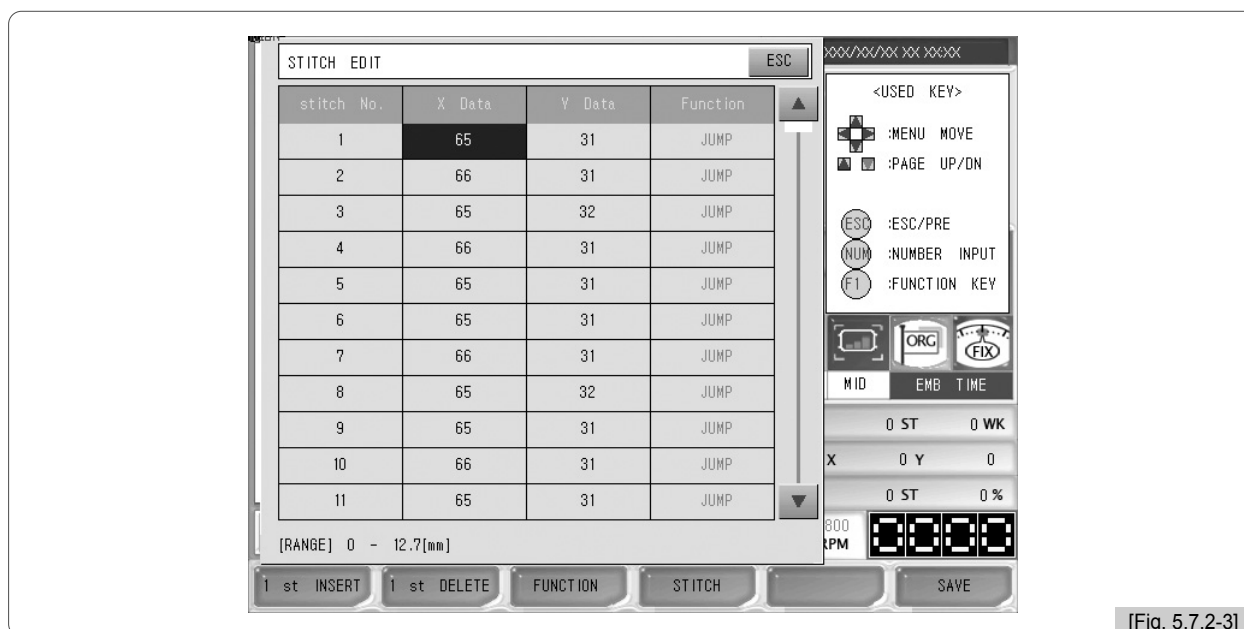 STITCH EDIT ESC
stitch No. X Data Y Data Function
1 65 31 JUMP
2 66 31 JUMP
3 65 32 JUMP
4 66 31 JUMP
5 65 31 JUMP
6 65 31 JUMP
7 66 31 JUMP
8 65 32 JUMP
9 65 31 JUMP
10 66 31 JUMP
11 65 31 JUMP
[RANGE] 0 - 12.7[mm]
XXX/XX/XX XX XX:XX
<USED KEY>
:MENU MOVE
:PAGE UP/DN
ESC :ESC/PRE
NUM :NUMBER INPUT
F1 :FUNCTION KEY
ORG FIX
MID EMB TIME
0 ST 0 WK
X 0 Y 0
0 ST 0 %
800
RPM 0000
1 st INSERT 1 st DELETE FUNCTION STITCH SAVE
[Fig. 5.7.2-3]